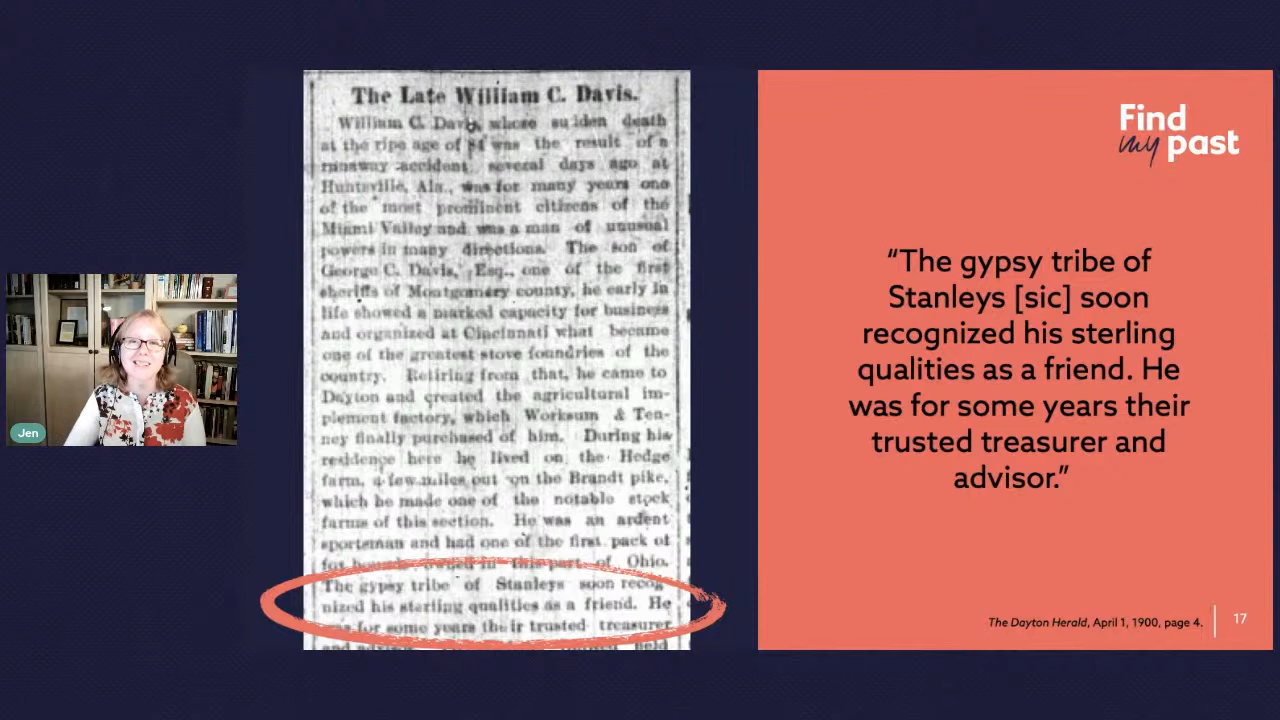 The Late William C. Davis.
William C. Davis, whose sudden death
at the ripe age of 84 was the result of a
runaway accident several days ago at
Huntsville, Ala., was for many years one
of the most prominent citizens of the
Miami Valley and was a man of unusual
powers in many directions. The son of
George C. Davis, Esq., one of the first
sheriffs of Montgomery county, he early in
life showed a marked capacity for business
and organized at Cincinnati what became
one of the greatest stove foundries of the
country. Retiring from that, he came to
Dayton and created the agricultural im-
plement factory, which Worksum & Ten-
ney finally purchased of him. During his
residence here he lived on the Hedge
farm, a few miles out on the Brandt pike,
which he made one of the notable stock
farms of this section. He was an ardent
sportsman and had one of the first pack of
fox hounds owned in this part of Ohio.
The gypsy tribe of Stanleys soon recog
nized his sterling qualities as a friend. He
was for some years their trusted treasurer
and held
Find
my past
“The gypsy tribe of
Stanleys [sic] soon
recognized his sterling
qualities as a friend. He
was for some years their
trusted treasurer and
advisor.”
The Dayton Herald, April 1, 1900, page 4.
17
Jen